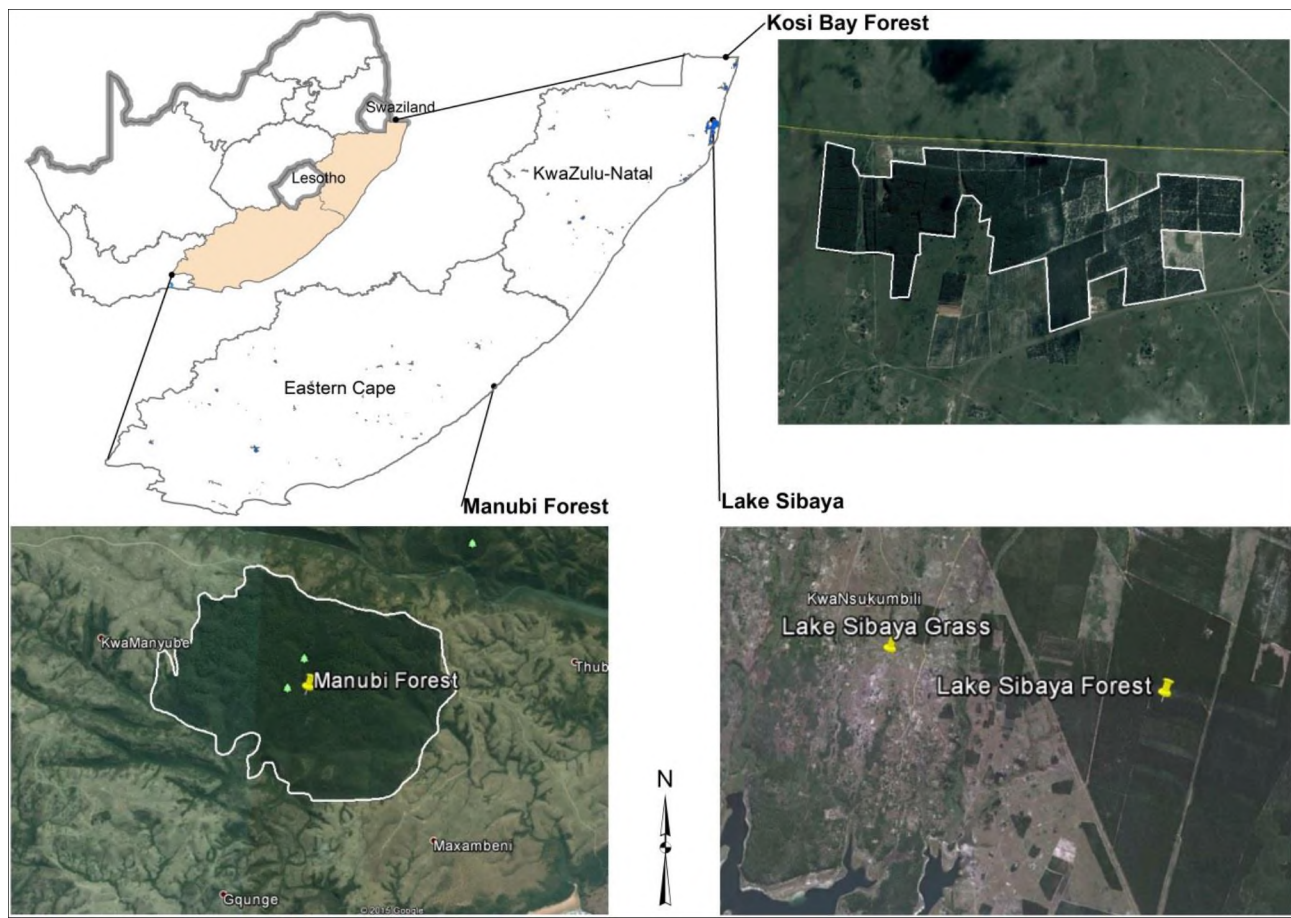 Kosi Bay Forest
Swaziland
Lesotho
KwaZulu-Natal
Eastern Cape
Manubi Forest
Lake Sibaya
KwaManyube
Manubi Forest
Thub
Maxambeni
Gqunge
© 2015 Google
N
KwaNsukumbili
Lake Sibaya Grass
Lake Sibaya Forest